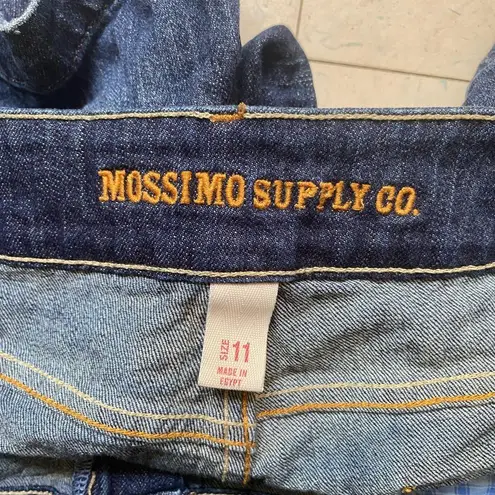 MOSSIMO SUPPLY CO.
SIZE 11
MADE IN
EGYPT